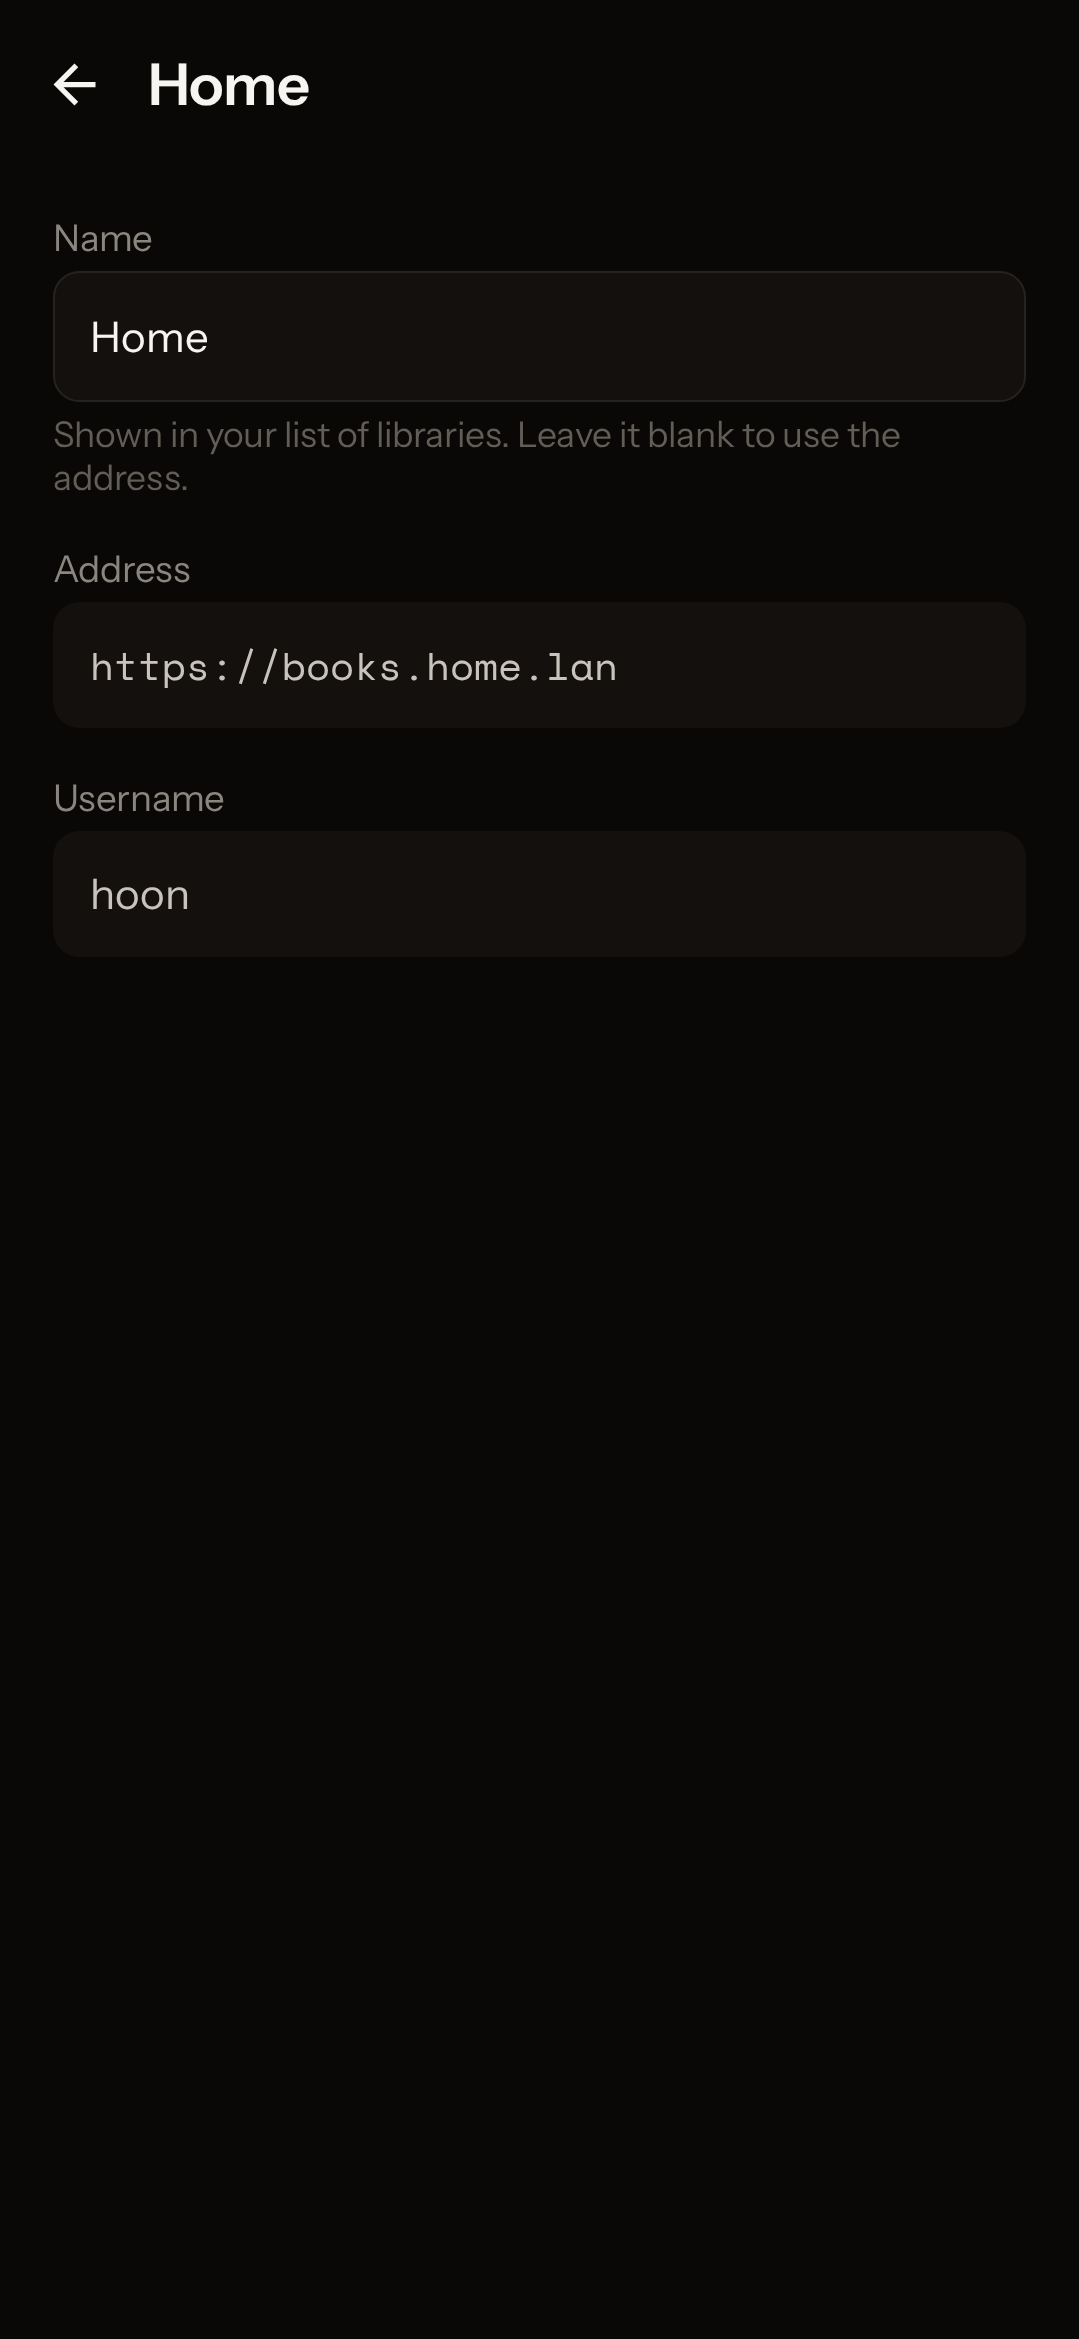 Home
Name
Home
Shown in your list of libraries. Leave it blank to use the
address.
Address
https://books.home.lan
Username
hoon